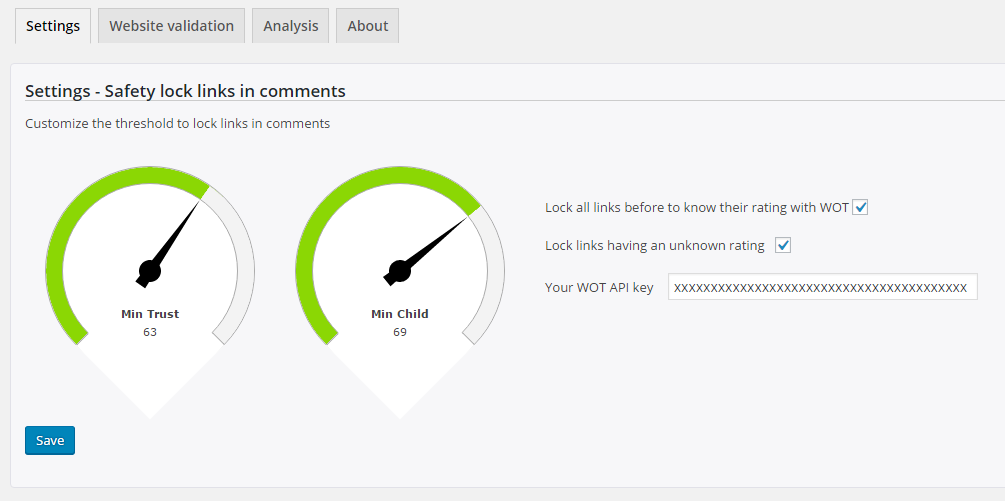 Settings
Website validation
Analysis
About
Settings - Safety lock links in comments
Customize the threshold to lock links in comments
Min Trust
63
Min Child
69
Lock all links before to know their rating with WOT
Lock links having an unknown rating
Your WOT API key xxxxxxxxxxxxxxxxxxxxxxxxxxxxxxxxxxxxxxxx
Save